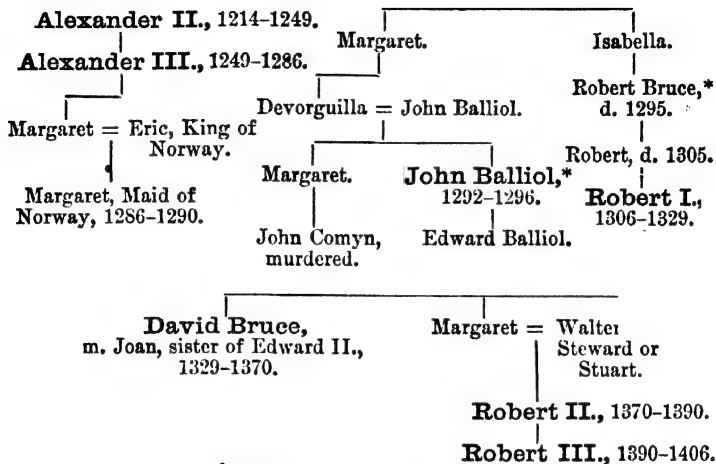 Alexander II., 1214-1249.
Margaret.
Isabella.
Alexander III., 1249-1286.
Robert Bruce,*
d. 1295.
Devorguilla = John Balliol.
Margaret = Eric, King of
Norway.
Robert, d. 1305.
Margaret.
John Balliol,*
1292-1296.
Robert I.,
1306-1329.
Margaret, Maid of
Norway, 1286-1290.
John Comyn,
murdered.
Edward Balliol.
David Bruce,
m. Joan, sister of Edward II.,
1329-1370.
Margaret = Walter
Steward or
Stuart.
Robert II., 1370-1390.
Robert III., 1390-1406.